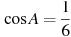 cos A = 1/6